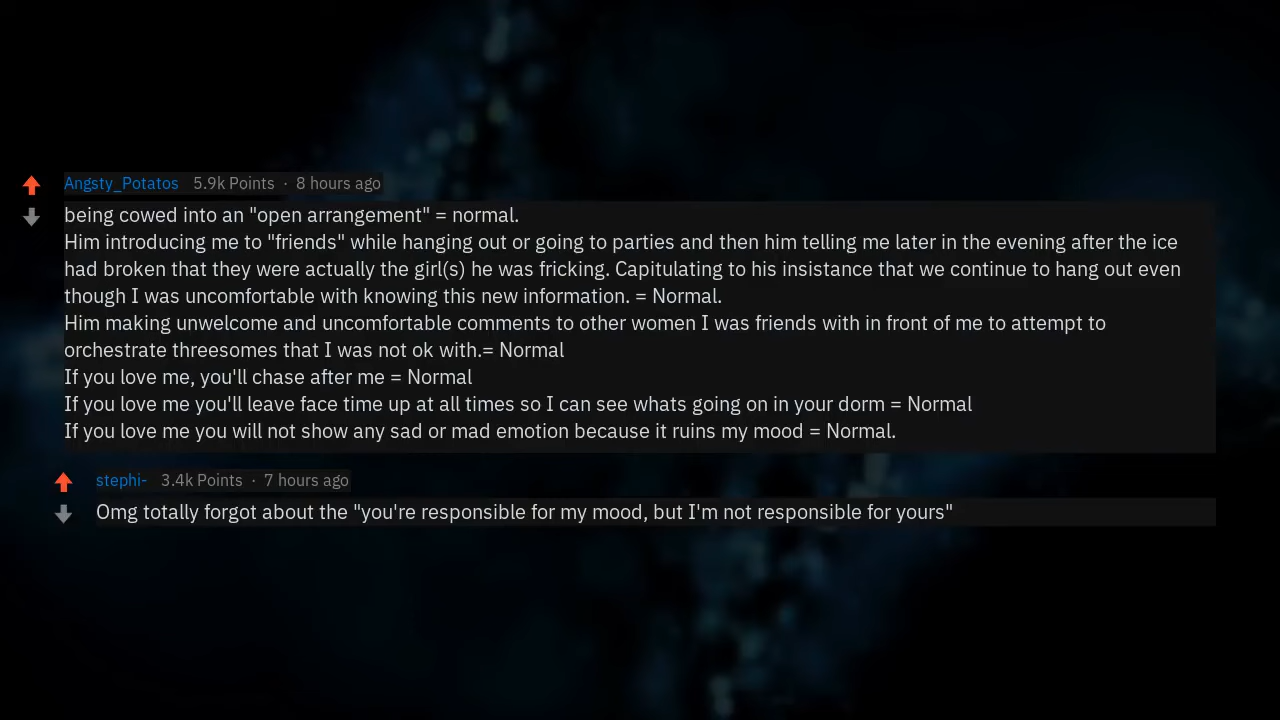 Angsty_Potatos 5.9k Points · 8 hours ago
being cowed into an "open arrangement" = normal.
Him introducing me to "friends" while hanging out or going to parties and then him telling me later in the evening after the ice
had broken that they were actually the girl(s) he was fricking. Capitulating to his insistance that we continue to hang out even
though I was uncomfortable with knowing this new information. = Normal.
Him making unwelcome and uncomfortable comments to other women I was friends with in front of me to attempt to
orchestrate threesomes that I was not ok with.= Normal
If you love me, you'll chase after me = Normal
If you love me you'll leave face time up at all times so I can see whats going on in your dorm = Normal
If you love me you will not show any sad or mad emotion because it ruins my mood = Normal.
stephi- 3.4k Points · 7 hours ago
Omg totally forgot about the "you're responsible for my mood, but I'm not responsible for yours"